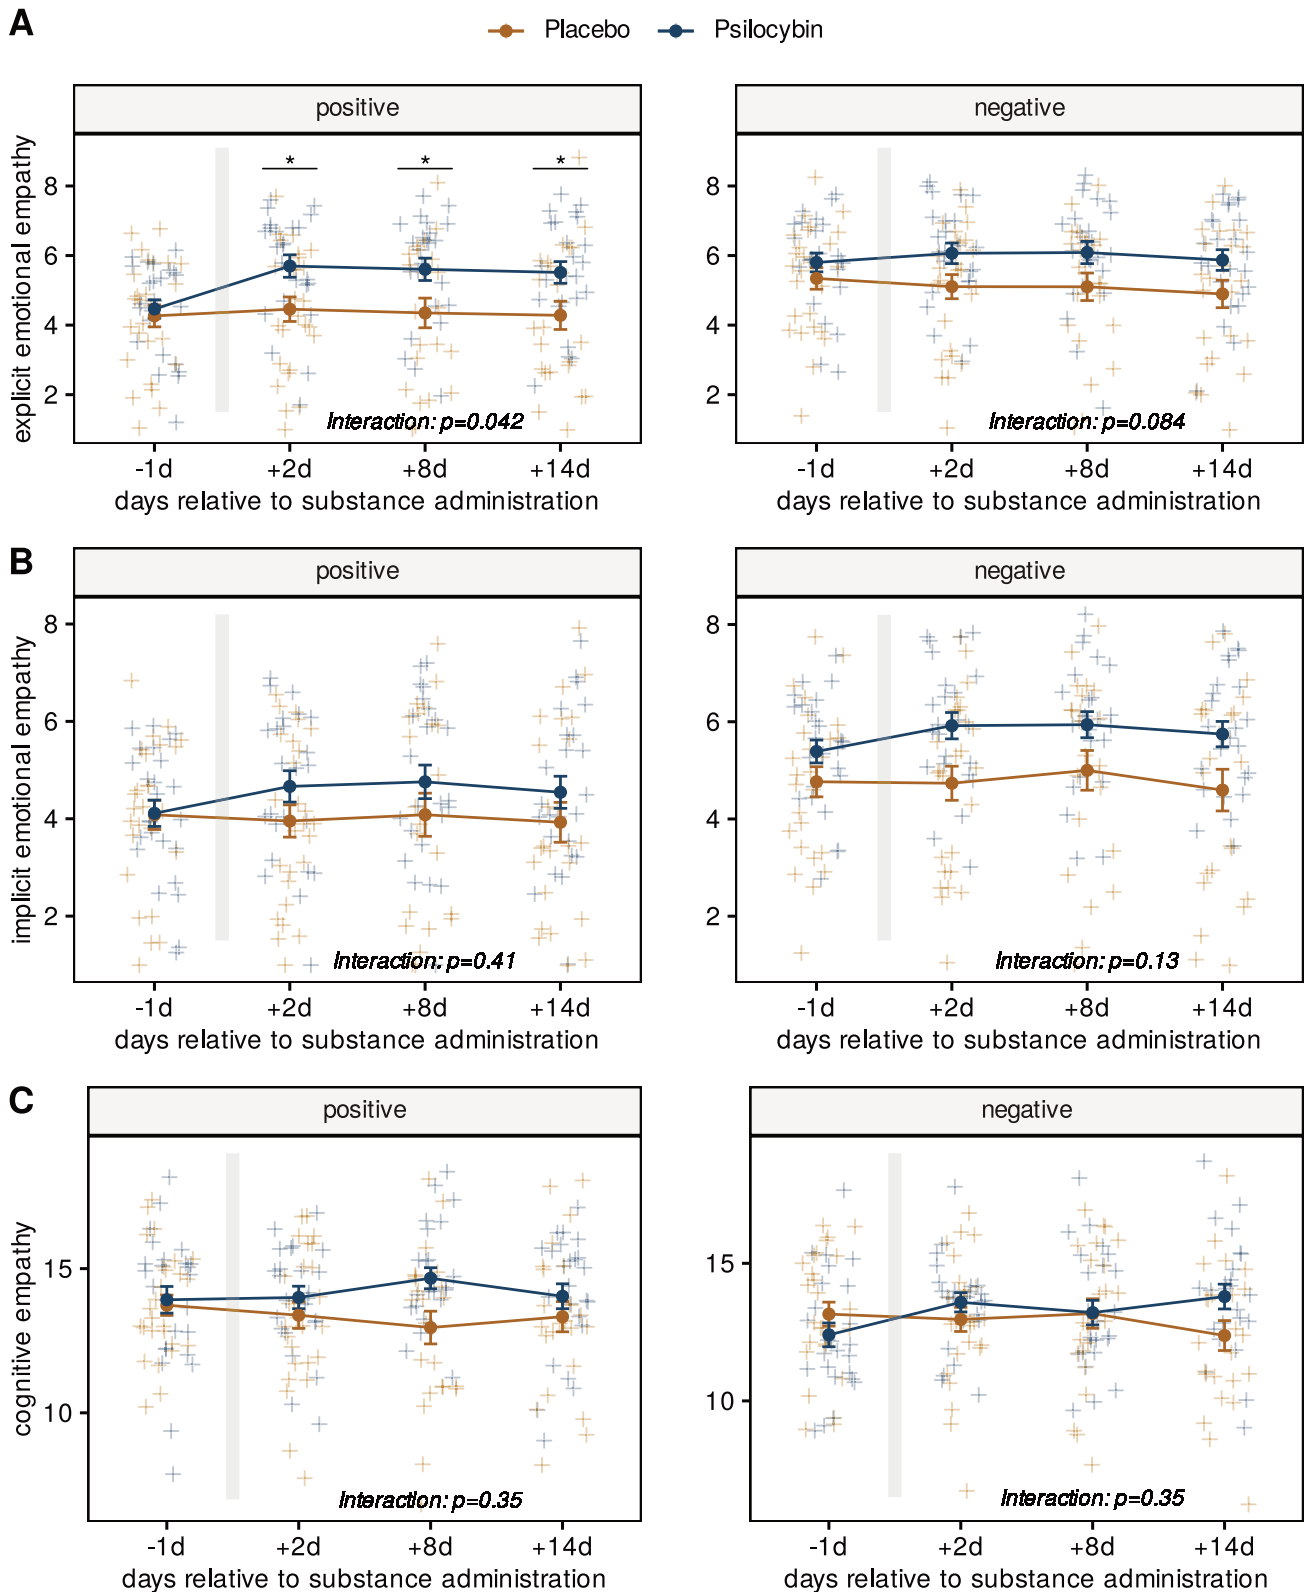 A
Placebo Psilocybin
positive negative
explicit emotional empathy
* * *
8
6
4
2
8
6
4
2
Interaction: p=0.042
Interaction: p=0.084
-1d +2d +8d +14d
-1d +2d +8d +14d
days relative to substance administration
days relative to substance administration
B
positive negative
implicit emotional empathy
8
6
4
2
8
6
4
2
Interaction: p=0.41
Interaction: p=0.13
-1d +2d +8d +14d
-1d +2d +8d +14d
days relative to substance administration
days relative to substance administration
C
positive negative
cognitive empathy
15
10
15
10
Interaction: p=0.35
Interaction: p=0.35
-1d +2d +8d +14d
-1d +2d +8d +14d
days relative to substance administration
days relative to substance administration